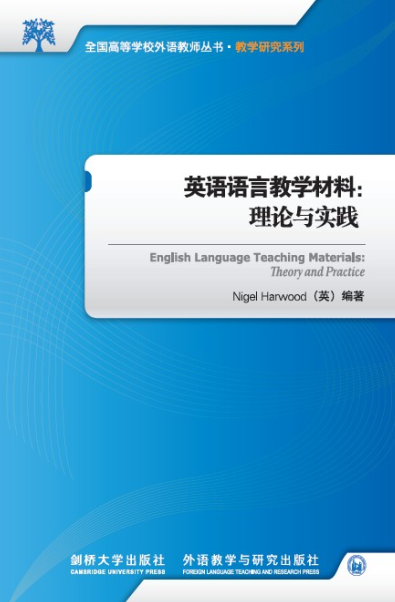 全国高等学校外语教师丛书·教学研究系列
英语语言教学材料:
理论与实践
English Language Teaching Materials:
Theory and Practice
Nigel Harwood（英）编著
剑桥大学出版社 外语教学与研究出版社
CAMBRIDGE UNIVERSITY PRESS FOREIGN LANGUAGE TEACHING AND RESEARCH PRESS